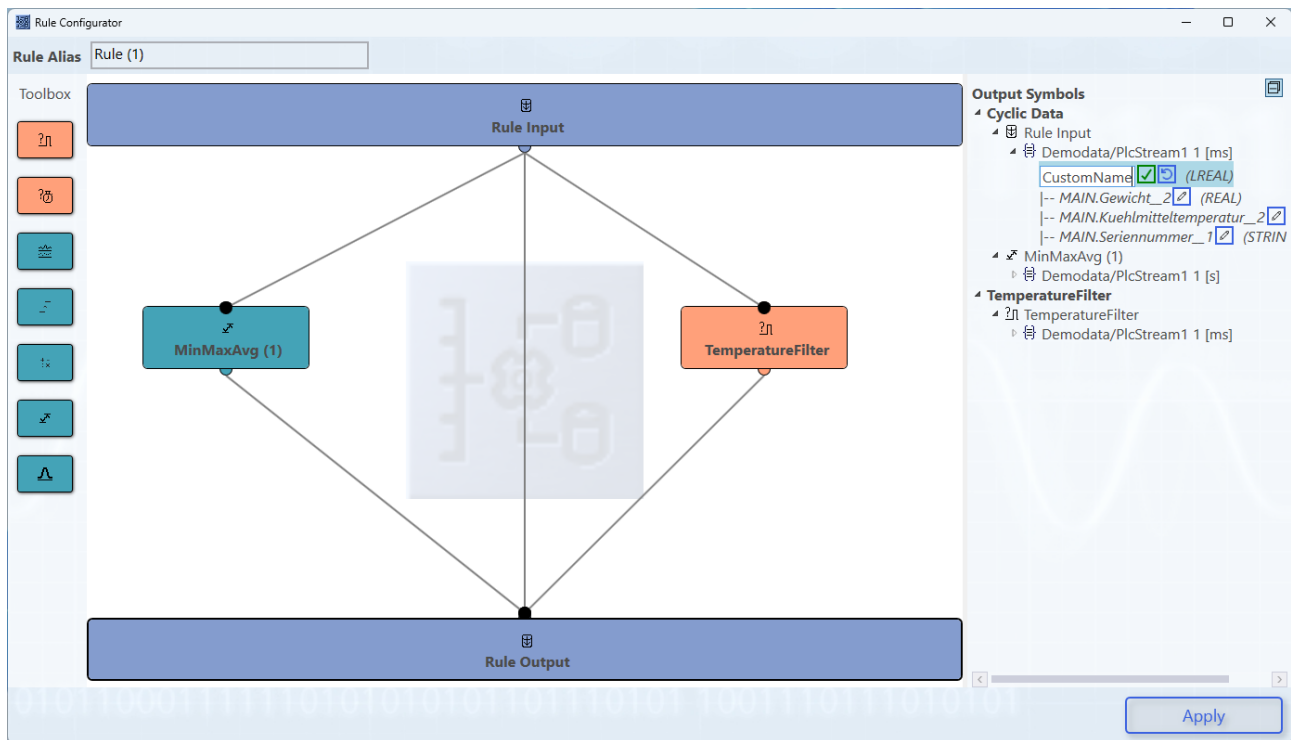 Rule Configurator
Rule Alias
Rule (1)
Toolbox
Rule Input
MinMaxAvg (1)
TemperatureFilter
Rule Output
Output Symbols
Cyclic Data
Rule Input
Demodata/PlcStream1 1 [ms]
CustomName (LREAL)
|-- MAIN.Gewicht__2 (REAL)
|-- MAIN.Kuehlmitteltemperatur__2
|-- MAIN.Seriennummer__1 (STRIN
MinMaxAvg (1)
Demodata/PlcStream1 1 [s]
TemperatureFilter
TemperatureFilter
Demodata/PlcStream1 1 [ms]
Apply